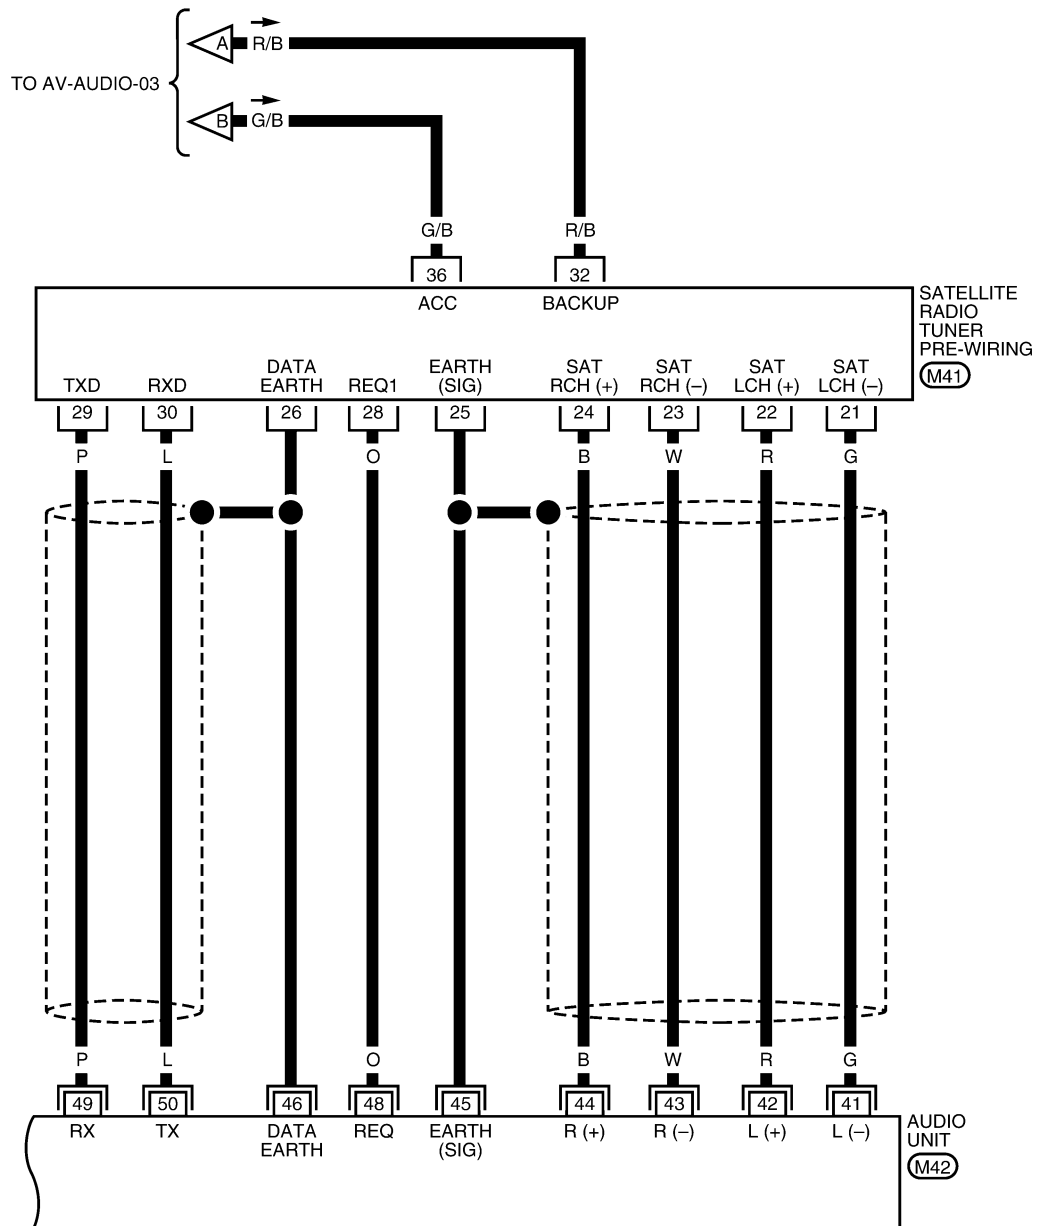 A R/B
TO AV-AUDIO-03
B G/B
G/B R/B
36 32
ACC BACKUP
SATELLITE
RADIO
TUNER
PRE-WIRING
M41
DATA EARTH SAT SAT SAT SAT
TXD RXD EARTH REQ1 (SIG) RCH (+) RCH (–) LCH (+) LCH (–)
29 30 26 28 25 24 23 22 21
P L O B W R G
P L O B W R G
49 50 46 48 45 44 43 42 41
RX TX DATA REQ EARTH R (+) R (–) L (+) L (–)
EARTH (SIG)
AUDIO
UNIT
M42